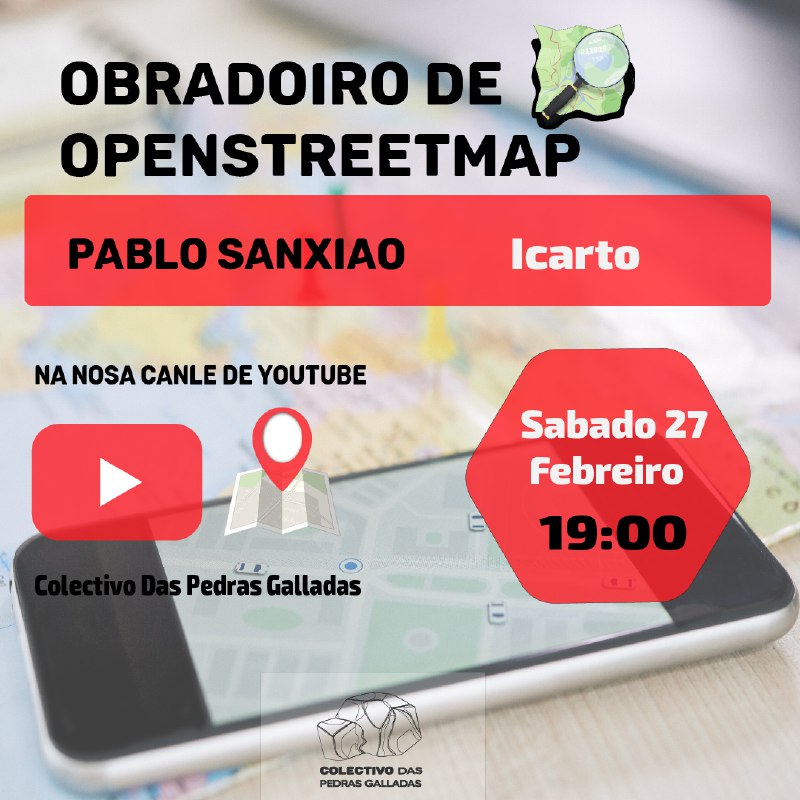 OBRADOIRO DE
OPENSTREETMAP
PABLO SANXIAO
Icarto
NA NOSA CANLE DE YOUTUBE
Sabado 27
Febreiro
19:00
Colectivo Das Pedras Galladas
COLECTIVO DAS
PEDRAS GALLADAS